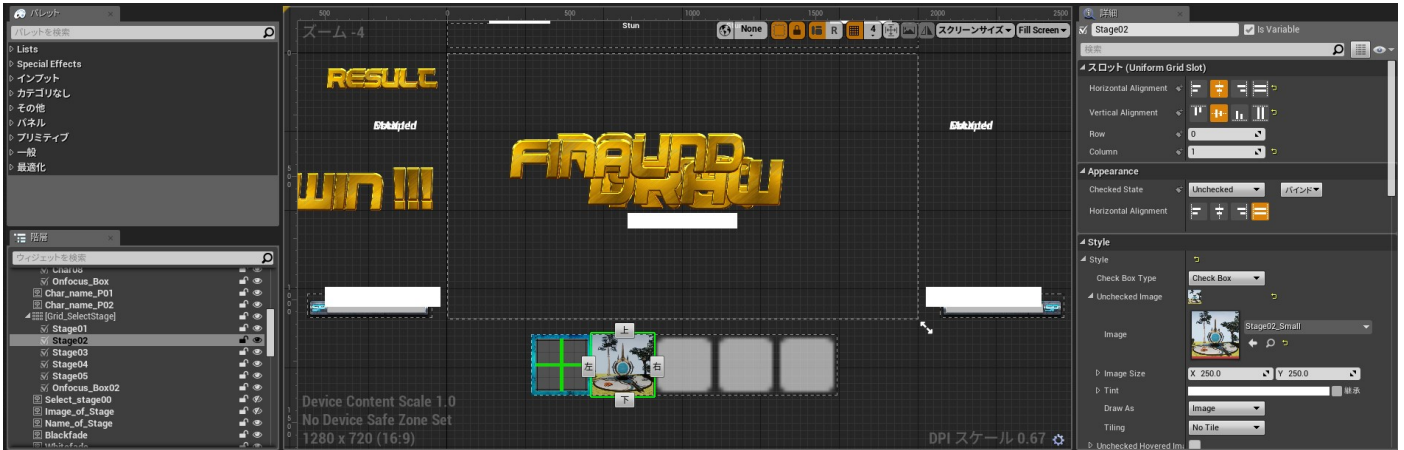 パレット
パレットを検索
Lists
Special Effects
インプット
カテゴリなし
その他
パネル
プリミティブ
一般
最適化
階層
ウィジェットを検索
Char08
Onfocus_Box
Char_name_P01
Char_name_P02
[Grid_SelectStage]
Stage01
Stage02
Stage03
Stage04
Stage05
Onfocus_Box02
Select_stage00
Image_of_Stage
Name_of_Stage
Blackfade
Whitefade
500
0
500
1000
1500
2000
2500
ズーム -4
Stun
None
R
4
スクリーンサイズ
Fill Screen
RESULT
WIN !!!
DRAW
上
左
右
下
Device Content Scale 1.0
No Device Safe Zone Set
1280 x 720 (16:9)
DPI スケール 0.67
詳細
Stage02
Is Variable
検索
スロット (Uniform Grid Slot)
Horizontal Alignment
Vertical Alignment
Row
0
Column
1
Appearance
Checked State
Unchecked
バインド
Horizontal Alignment
Style
Style
Check Box Type
Check Box
Unchecked Image
Image
Stage02_Small
Image Size
X 250.0
Y 250.0
Tint
継承
Draw As
Image
Tiling
No Tile
Unchecked Hovered Im